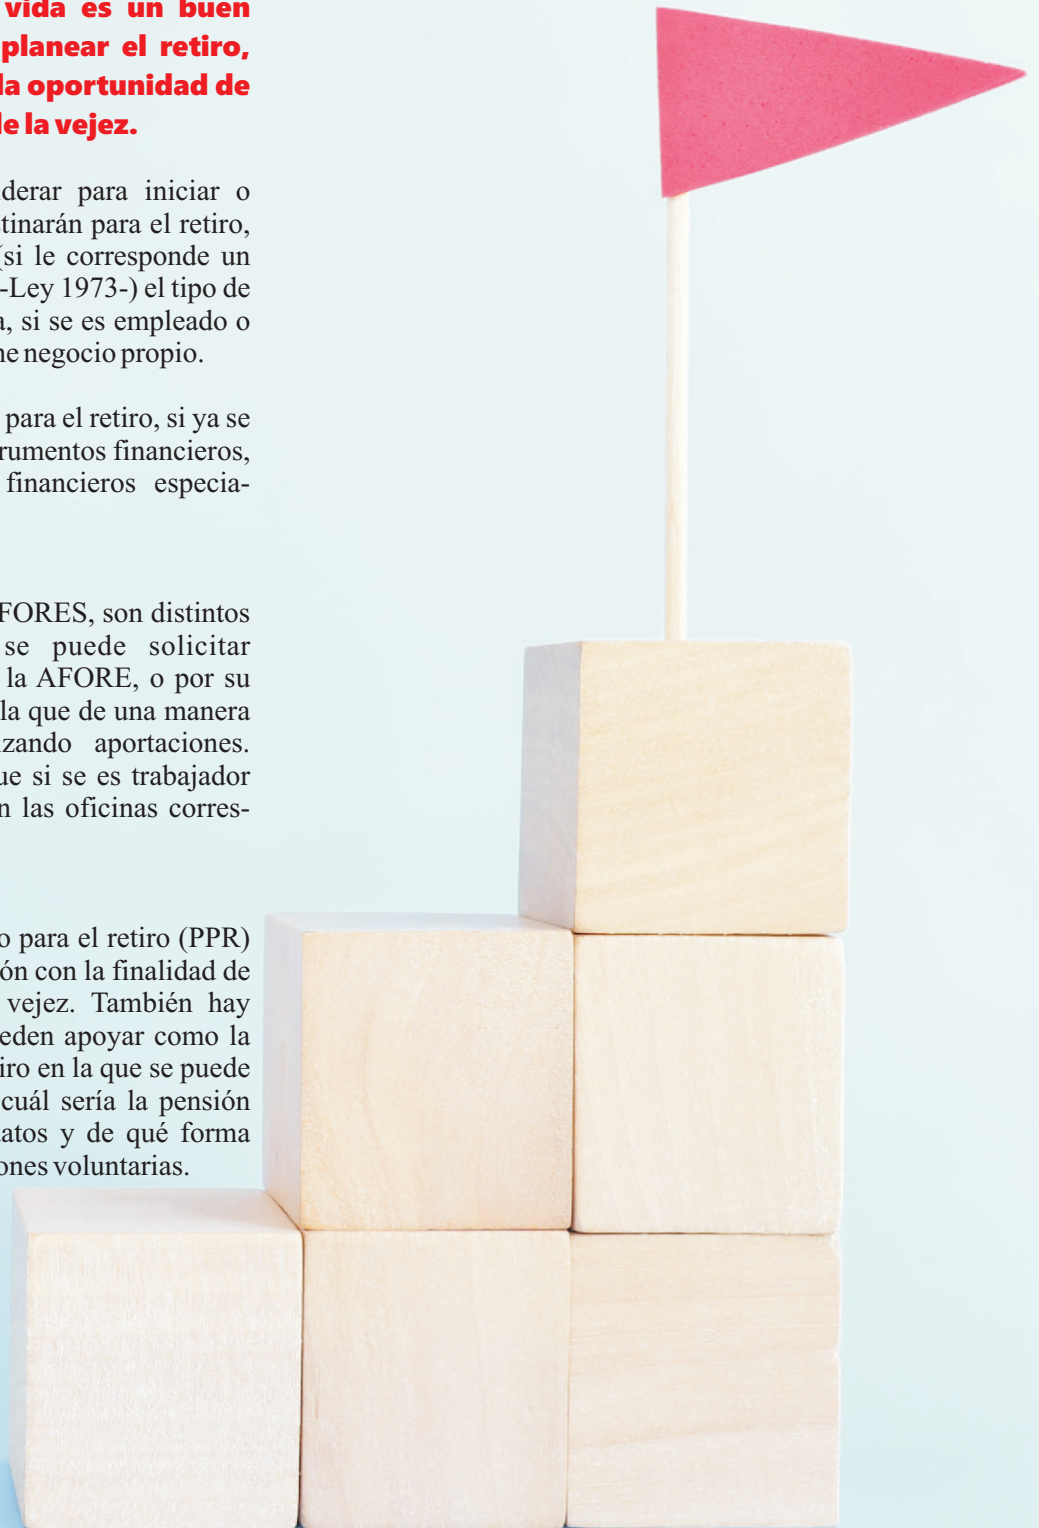 vida es un buen
planear el retiro,
la oportunidad de
de la vejez.
derar para iniciar o
tinarán para el retiro,
(si le corresponde un
-Ley 1973-) el tipo de
a, si se es empleado o
ne negocio propio.
para el retiro, si ya se
rumentos financieros,
financieros especia-
FORES, son distintos
se puede solicitar
la AFORE, o por su
la que de una manera
zando aportaciones.
ue si se es trabajador
n las oficinas corres-
o para el retiro (PPR)
ón con la finalidad de
vejez. También hay
eden apoyar como la
iro en la que se puede
cuál sería la pensión
latos y de qué forma
ones voluntarias.